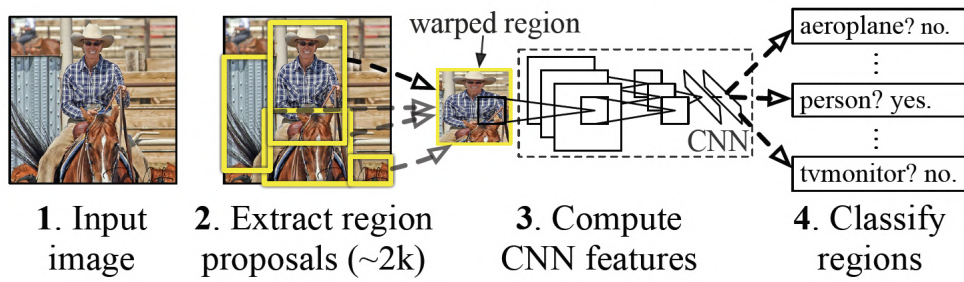 warped region
aeroplane? no.
person? yes.
CNN
tvmonitor? no.
1. Input
image
2. Extract region
proposals (~2k)
3. Compute
CNN features
4. Classify
regions